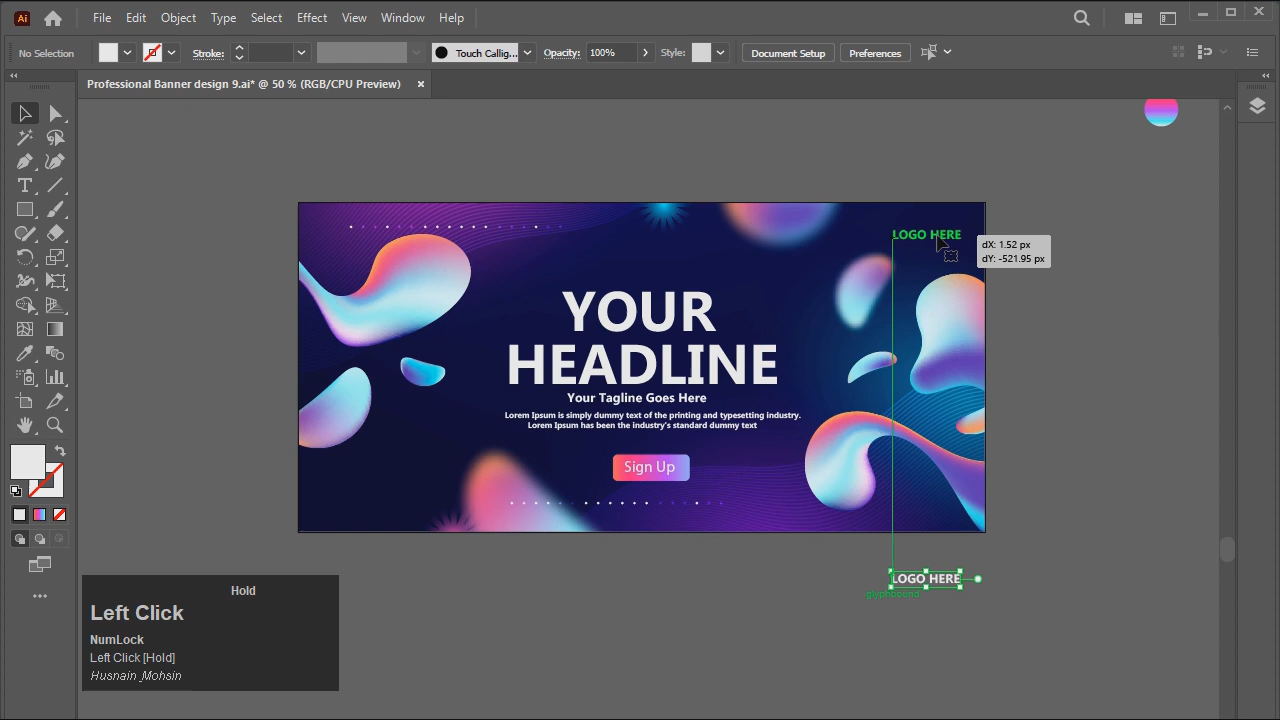 Ai
File Edit Object Type Select Effect View Window Help
No Selection
Stroke:
Touch Callig...
Opacity: 100%
Style:
Document Setup
Preferences
Professional Banner design 9.ai* @ 50 % (RGB/CPU Preview)
LOGO HERE
dX: 1.52 px
dY: -521.95 px
YOUR
HEADLINE
Your Tagline Goes Here
Lorem Ipsum is simply dummy text of the printing and typesetting industry.
Lorem Ipsum has been the industry's standard dummy text
Sign Up
LOGO HERE
glyphbound
Hold
Left Click
NumLock
Left Click [Hold]
Husnain_Mohsin